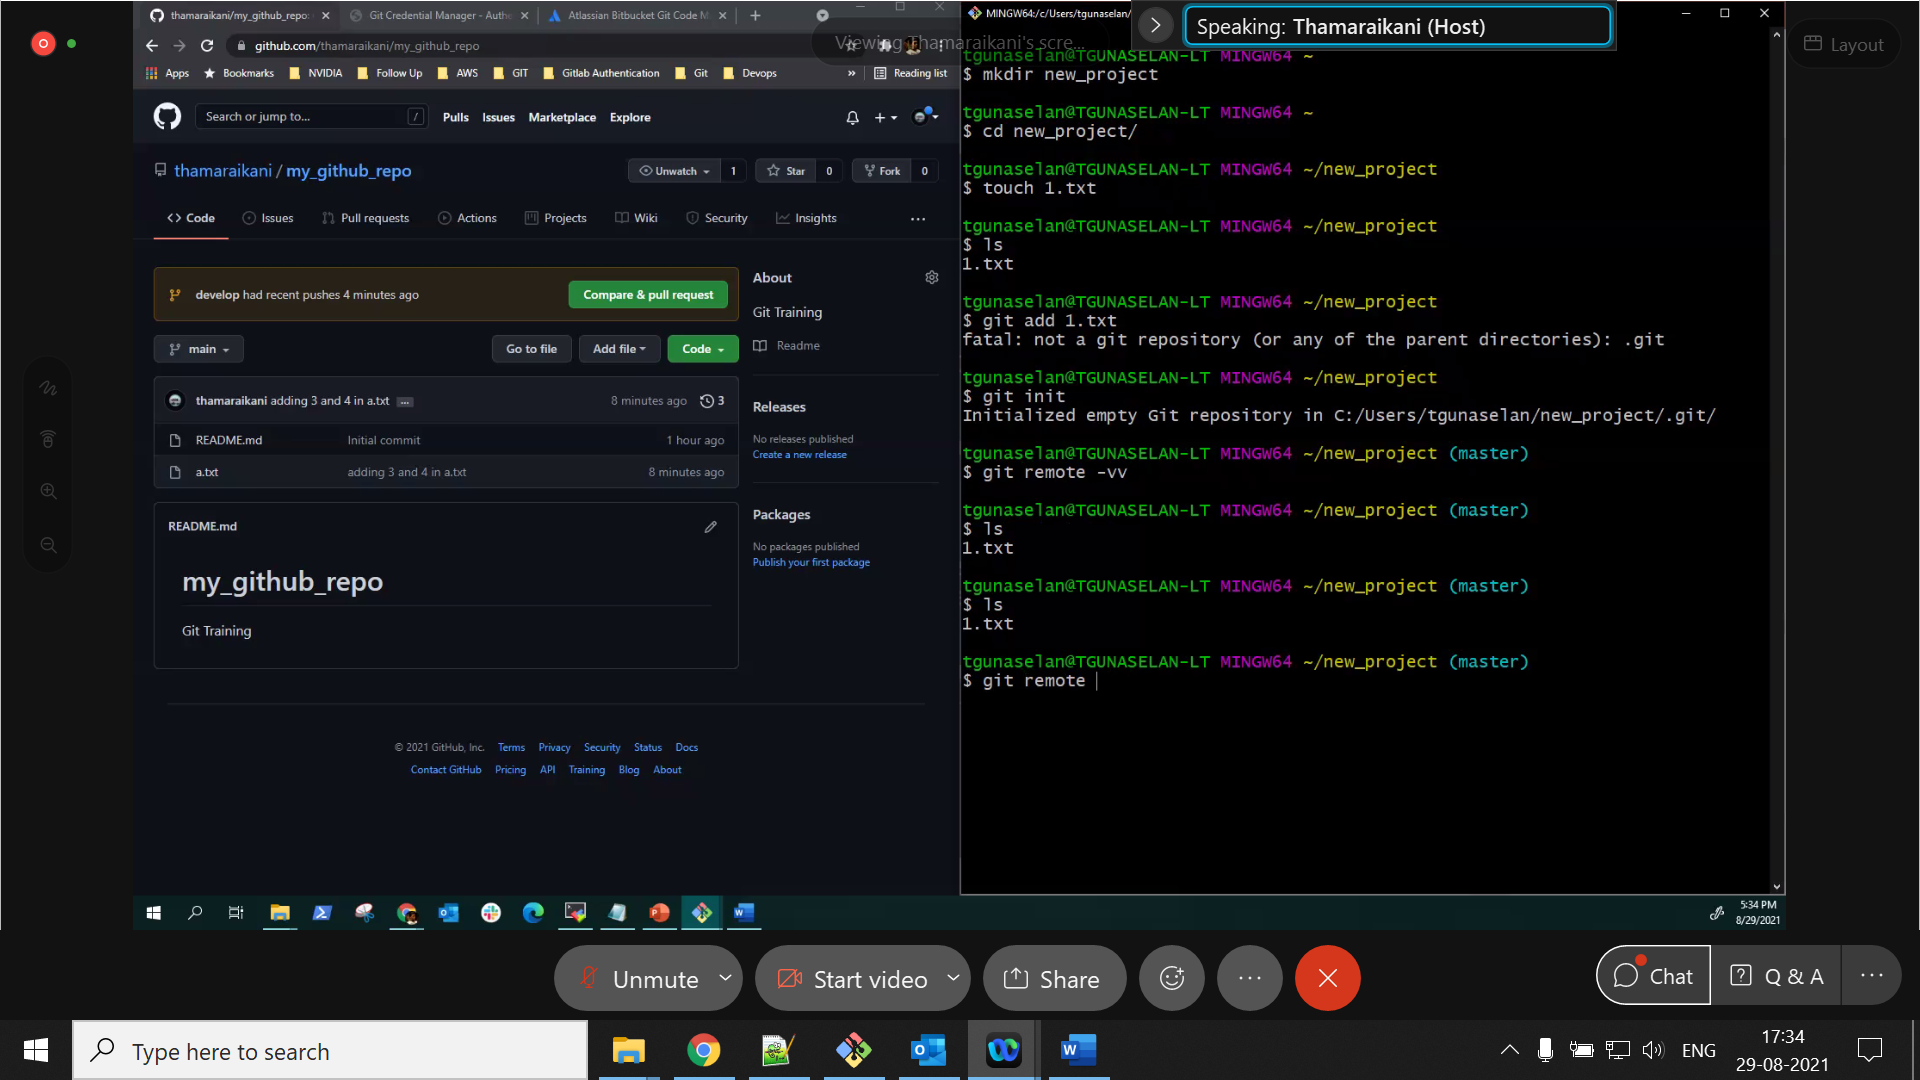 thamaraikani/my_github_repo:
Git Credential Manager - Authe
Atlassian Bitbucket Git Code M
github.com/thamaraikani/my_github_repo
Viewing Thamaraikani's scre...
Apps
Bookmarks
NVIDIA
Follow Up
AWS
GIT
Gitlab Authentication
Git
Devops
»
Reading list
Search or jump to...
/
Pulls
Issues
Marketplace
Explore
thamaraikani / my_github_repo
Unwatch
1
Star
0
Fork
0
Code
Issues
Pull requests
Actions
Projects
Wiki
Security
Insights
...
develop had recent pushes 4 minutes ago
Compare & pull request
main
Go to file
Add file
Code
thamaraikani adding 3 and 4 in a.txt ...
8 minutes ago
3
README.md
Initial commit
1 hour ago
a.txt
adding 3 and 4 in a.txt
8 minutes ago
README.md
my_github_repo
Git Training
About
Git Training
Readme
Releases
No releases published
Create a new release
Packages
No packages published
Publish your first package
© 2021 GitHub, Inc.
Terms
Privacy
Security
Status
Docs
Contact GitHub
Pricing
API
Training
Blog
About
MINGW64:/c/Users/tgunaselan/
Speaking: Thamaraikani (Host)
Layout
tgunaselan@TGUNASELAN-LT MINGW64 ~
$ mkdir new_project
tgunaselan@TGUNASELAN-LT MINGW64 ~
$ cd new_project/
tgunaselan@TGUNASELAN-LT MINGW64 ~/new_project
$ touch 1.txt
tgunaselan@TGUNASELAN-LT MINGW64 ~/new_project
$ ls
1.txt
tgunaselan@TGUNASELAN-LT MINGW64 ~/new_project
$ git add 1.txt
fatal: not a git repository (or any of the parent directories): .git
tgunaselan@TGUNASELAN-LT MINGW64 ~/new_project
$ git init
Initialized empty Git repository in C:/Users/tgunaselan/new_project/.git/
tgunaselan@TGUNASELAN-LT MINGW64 ~/new_project (master)
$ git remote -vv
tgunaselan@TGUNASELAN-LT MINGW64 ~/new_project (master)
$ ls
1.txt
tgunaselan@TGUNASELAN-LT MINGW64 ~/new_project (master)
$ ls
1.txt
tgunaselan@TGUNASELAN-LT MINGW64 ~/new_project (master)
$ git remote
5:34 PM
8/29/2021
Unmute
Start video
Share
Chat
Q & A
Type here to search
ENG
17:34
29-08-2021